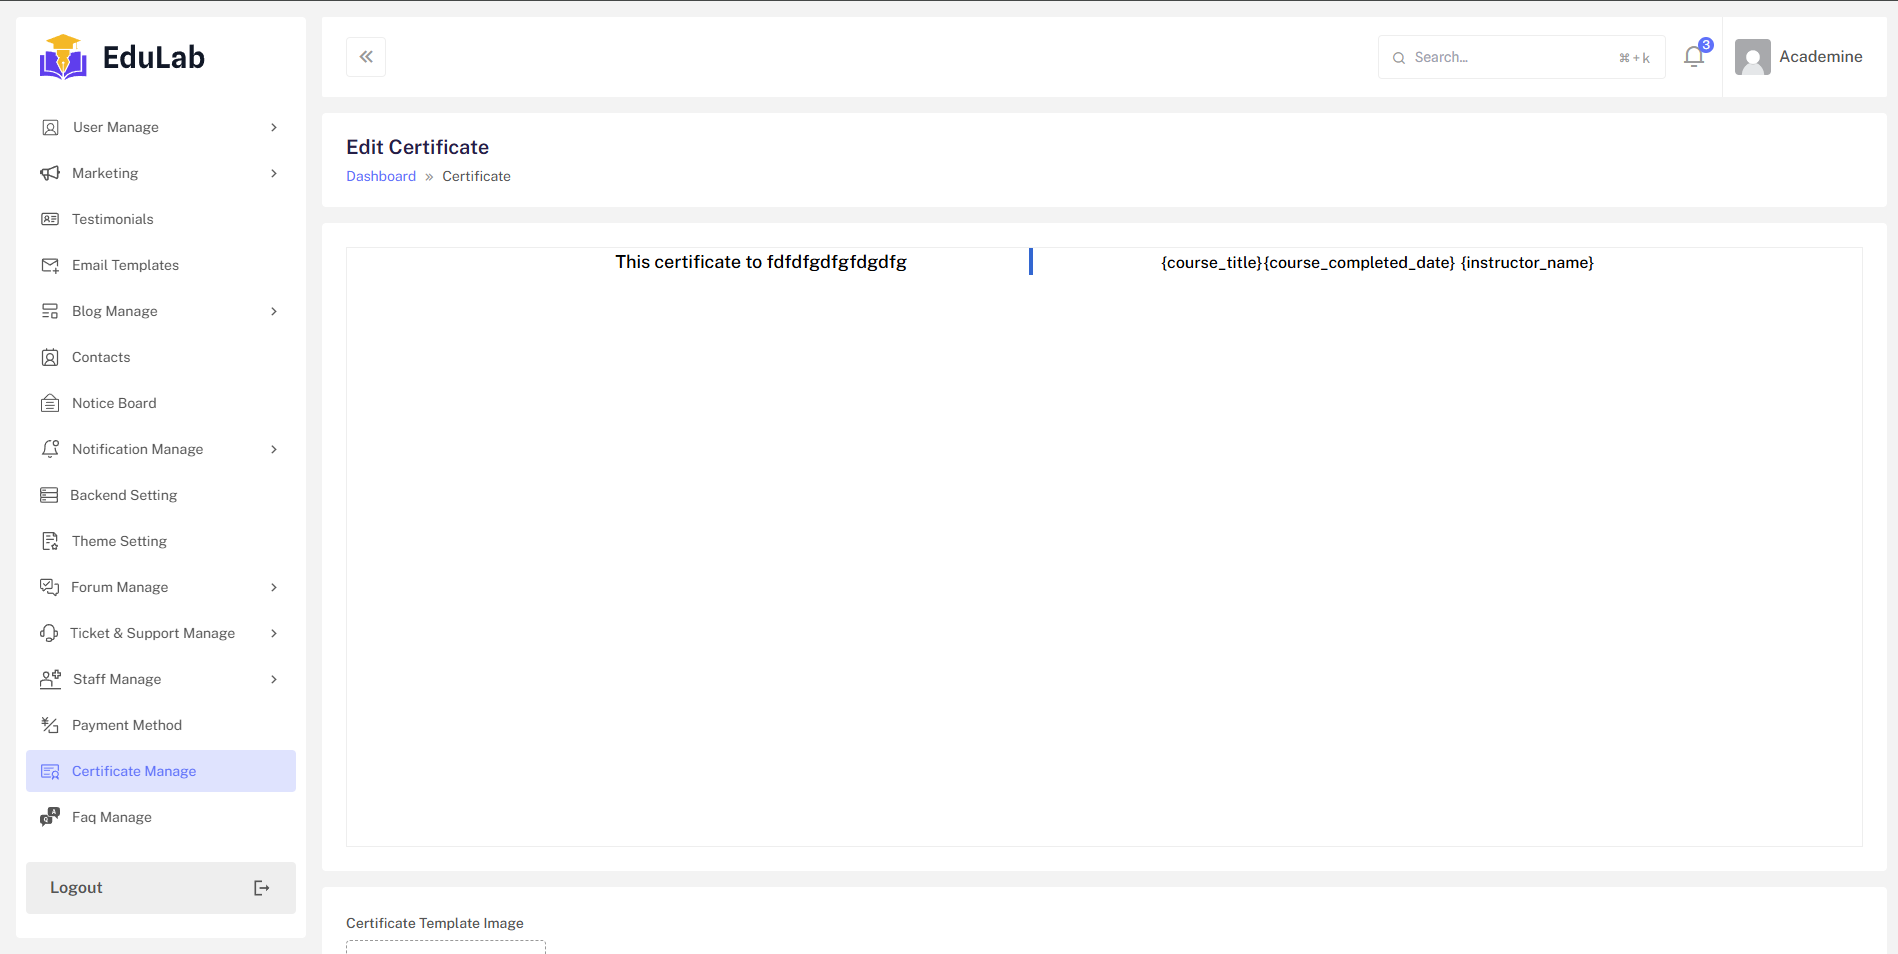 EduLab
User Manage
Marketing
Testimonials
Email Templates
Blog Manage
Contacts
Notice Board
Notification Manage
Backend Setting
Theme Setting
Forum Manage
Ticket & Support Manage
Staff Manage
Payment Method
Certificate Manage
Faq Manage
Logout
Search...
⌘+k
3
Academine
Edit Certificate
Dashboard » Certificate
This certificate to fdfdfgdfgfdgdfg
{course_title}{course_completed_date} {instructor_name}
Certificate Template Image